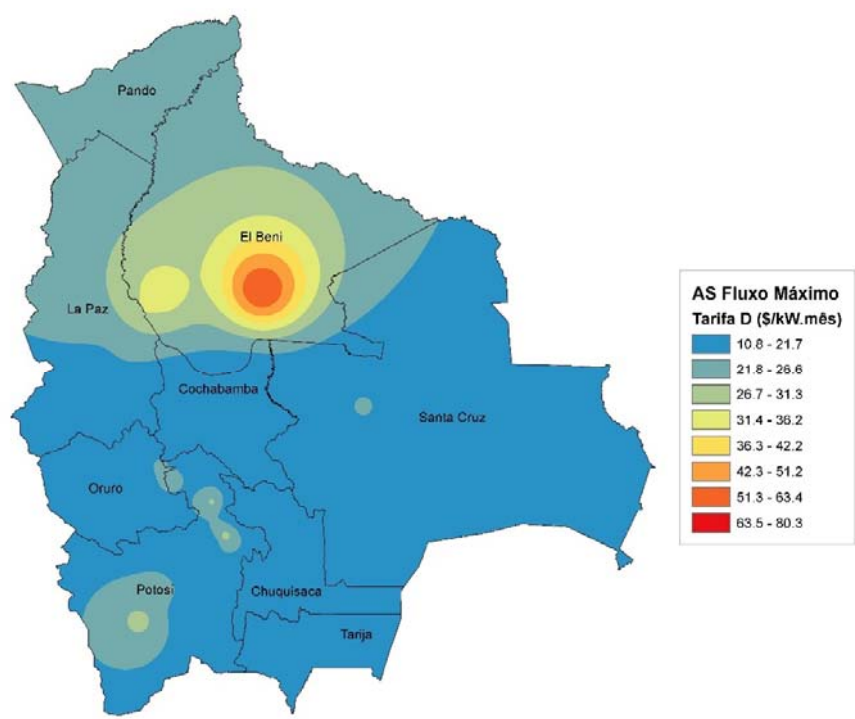 Pando
El Beni
La Paz
Cochabamba
Santa Cruz
Oruro
Potosi
Chuquisaca
Tarija
AS Fluxo Máximo
Tarifa D ($/kW.mês)
10.8 - 21.7
21.8 - 26.6
26.7 - 31.3
31.4 - 36.2
36.3 - 42.2
42.3 - 51.2
51.3 - 63.4
63.5 - 80.3